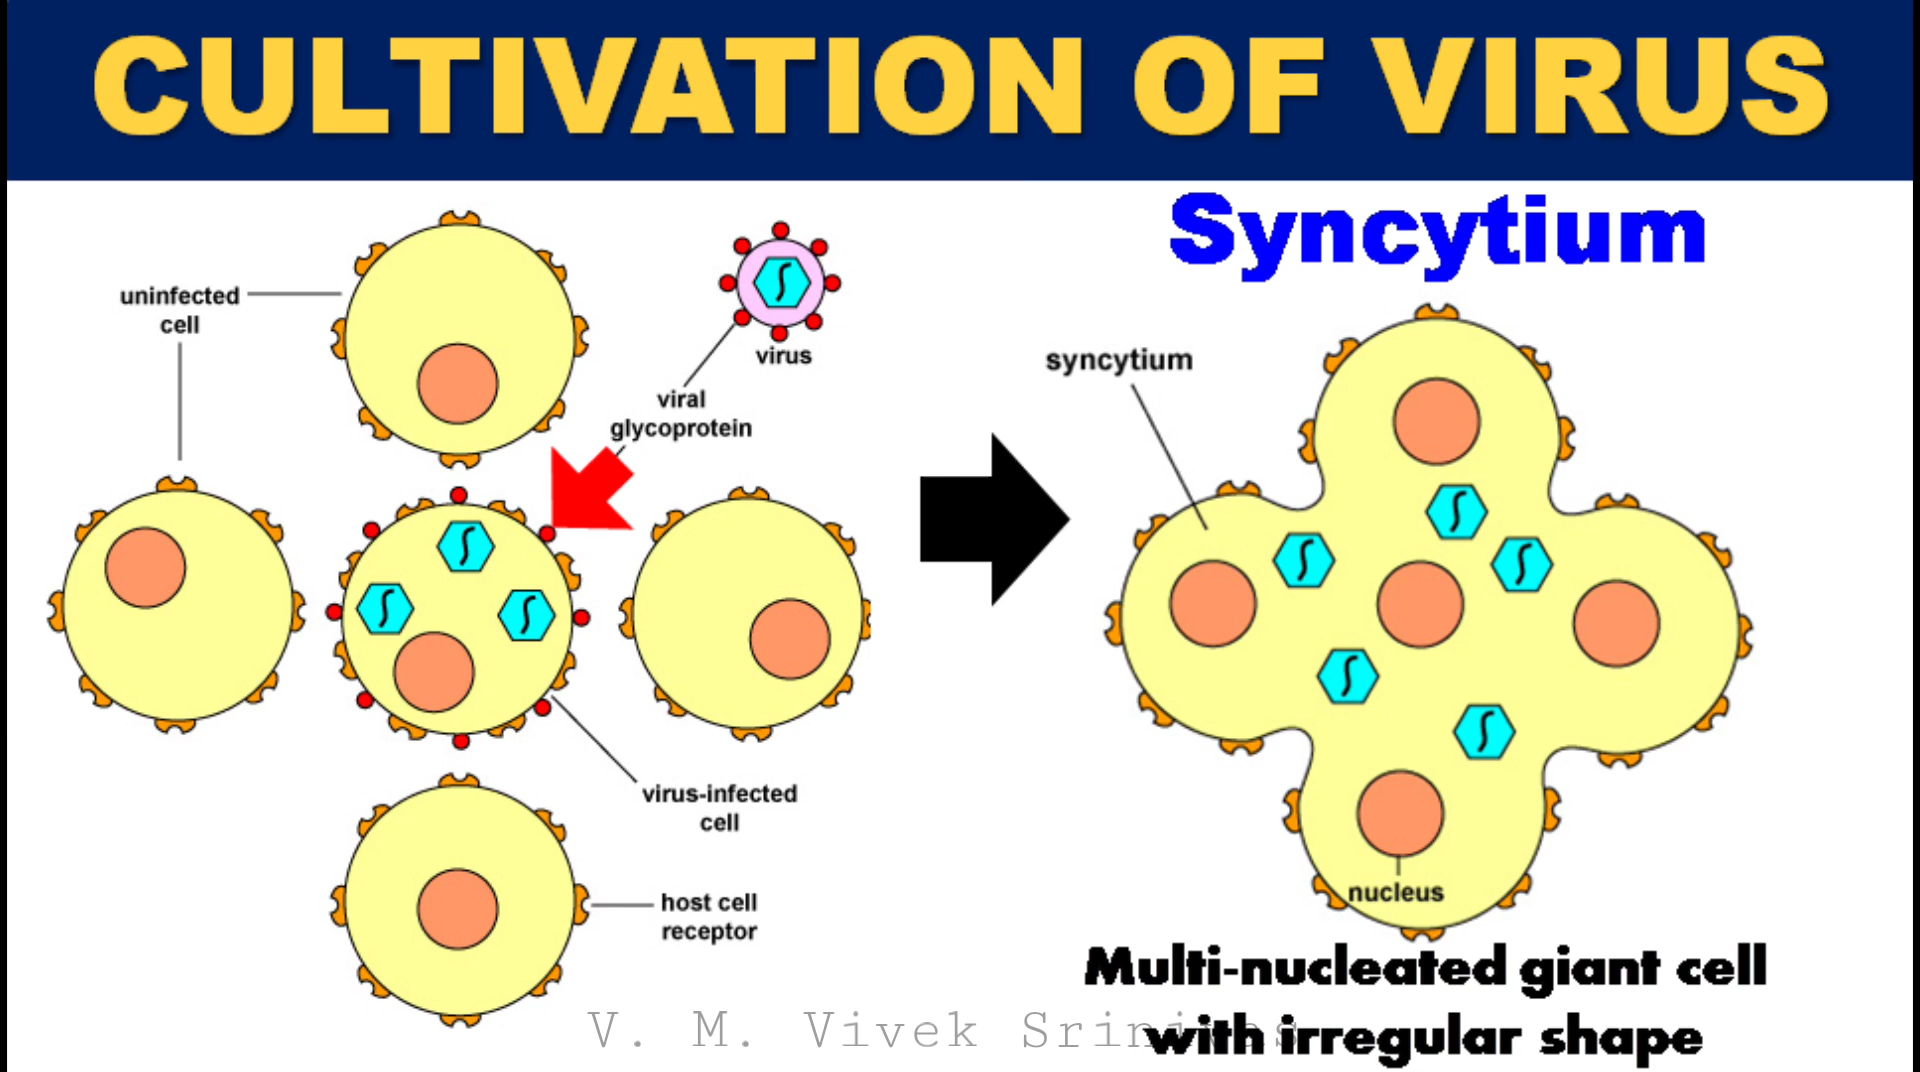 CULTIVATION OF VIRUS
Syncytium
uninfected
cell
virus
viral
glycoprotein
virus-infected
cell
host cell
receptor
syncytium
nucleus
Multi-nucleated giant cell
with irregular shape
V. M. Vivek Srinivas